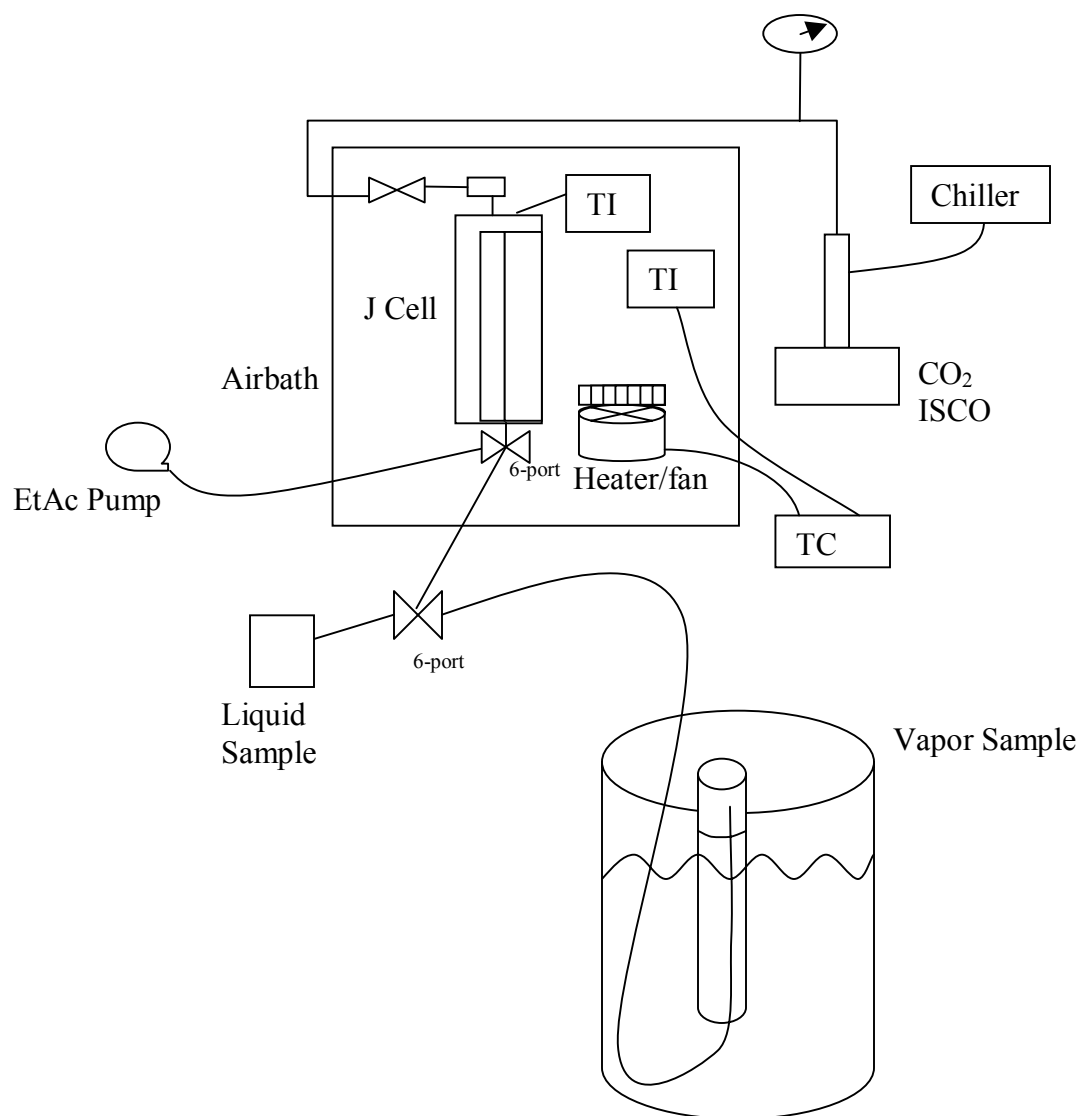 Chiller
TI
TI
J Cell
Airbath
CO₂
ISCO
6-port
Heater/fan
EtAc Pump
TC
6-port
Liquid
Sample
Vapor Sample